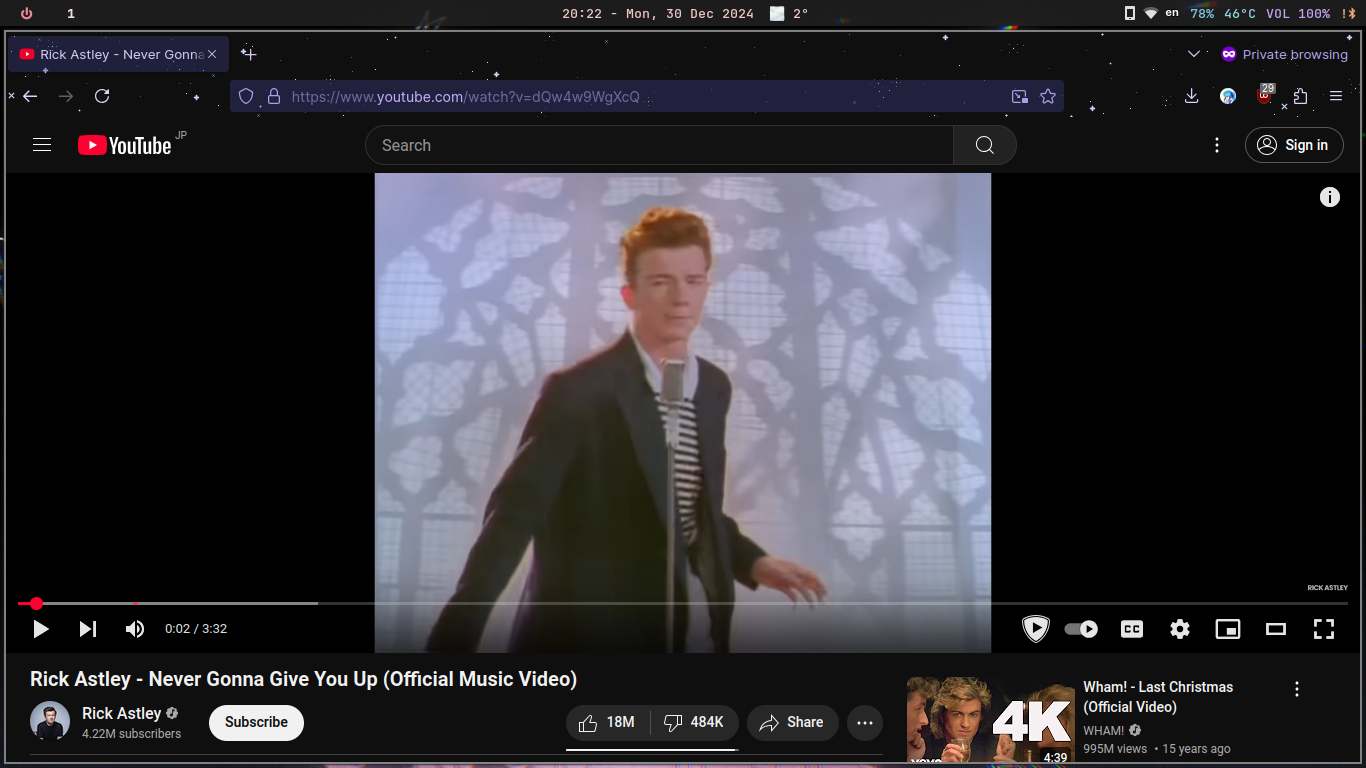 1
20:22 - Mon, 30 Dec 2024
2°
en 78% 46°C VOL 100% !
Rick Astley - Never Gonna
Private browsing
https://www.youtube.com/watch?v=dQw4w9WgXcQ
29
YouTube JP
Search
Sign in
RICK ASTLEY
0:02 / 3:32
CC
Rick Astley - Never Gonna Give You Up (Official Music Video)
Rick Astley
4.22M subscribers
Subscribe
18M
484K
Share
4K
4:39
Wham! - Last Christmas
(Official Video)
WHAM!
995M views • 15 years ago